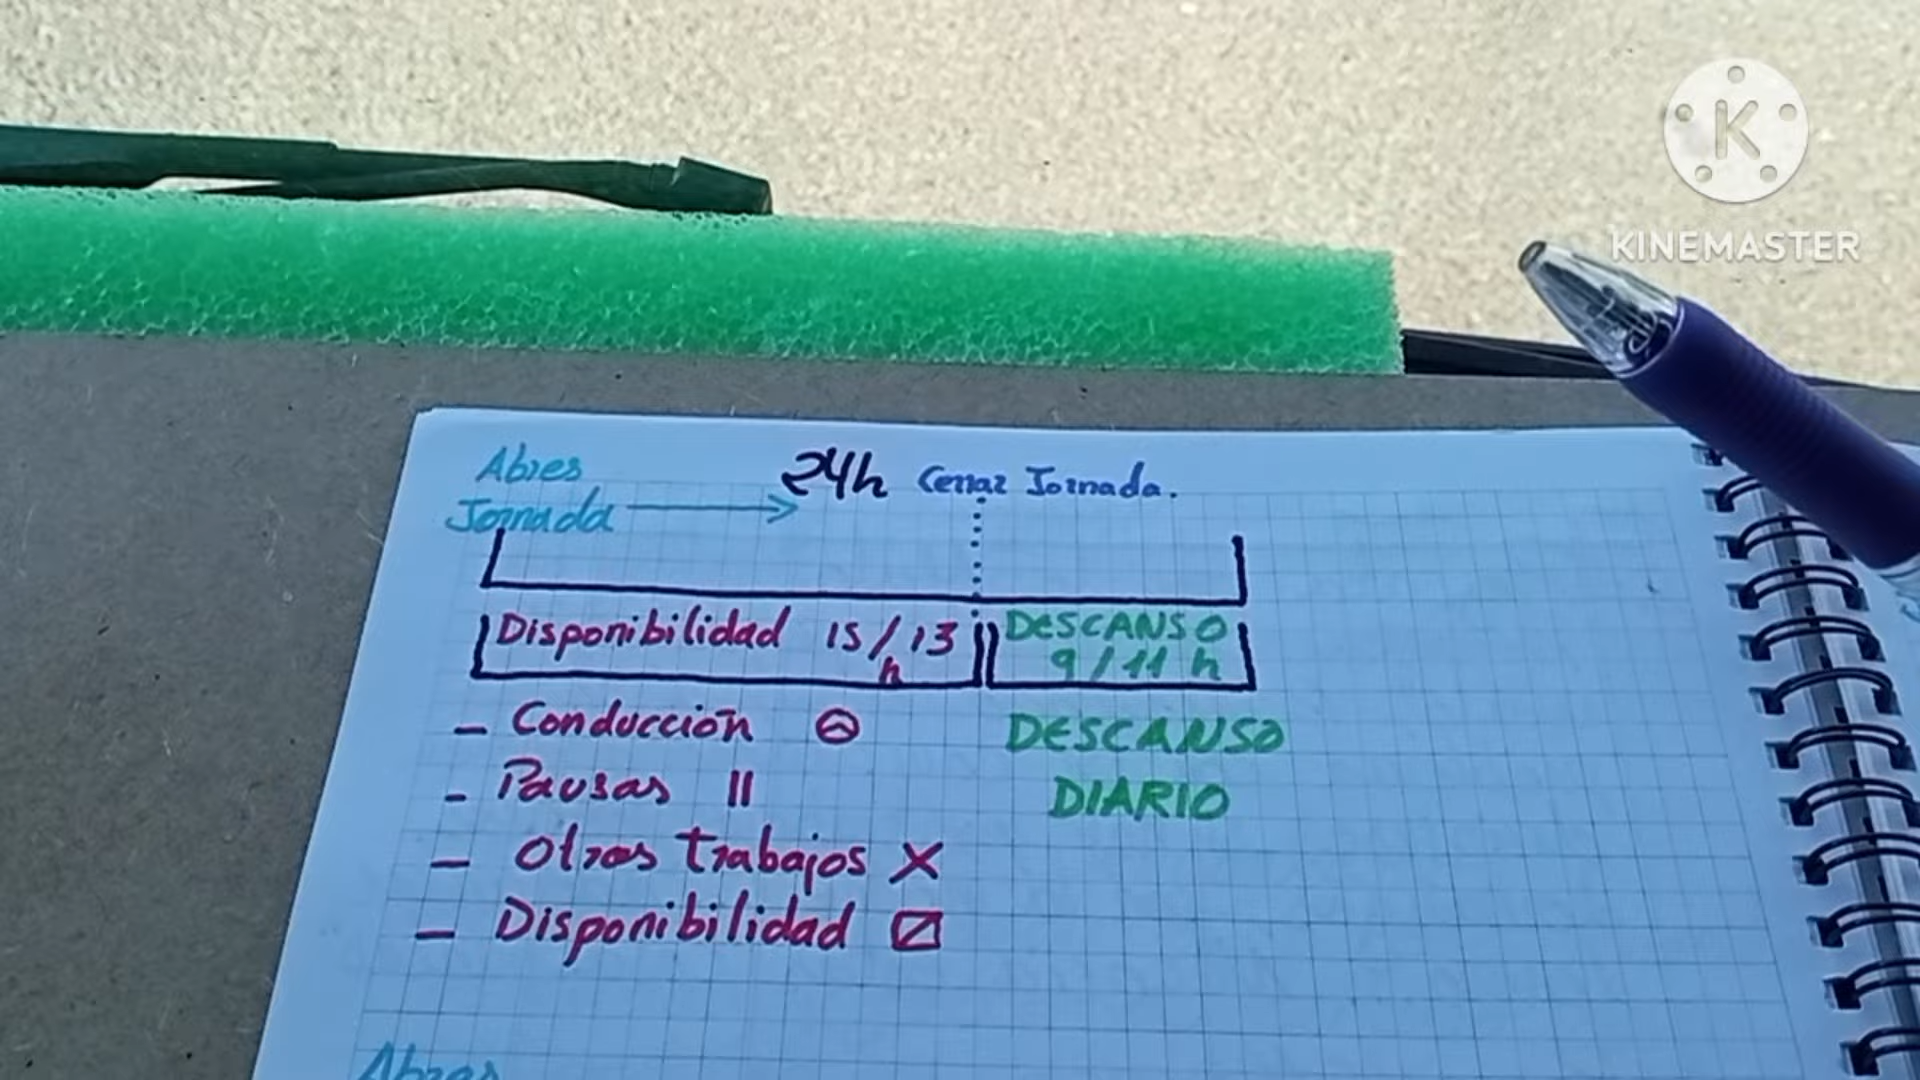 K
KINEMASTER
Abres
Jornada
24h Cerrar Jornada.
Disponibilidad 15/13
h
DESCANSO
9/11 h
- Conducción
DESCANSO
- Pausas
DIARIO
- Otros trabajos X
- Disponibilidad
Abres